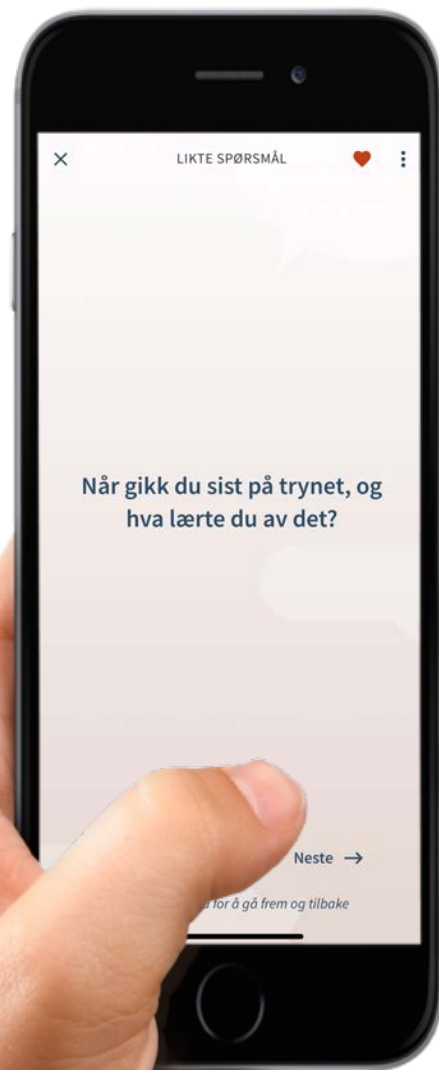 LIKTE SPØRSMÅL
Når gikk du sist på trynet, og
hva lærte du av det?
Neste
for å gå frem og tilbake